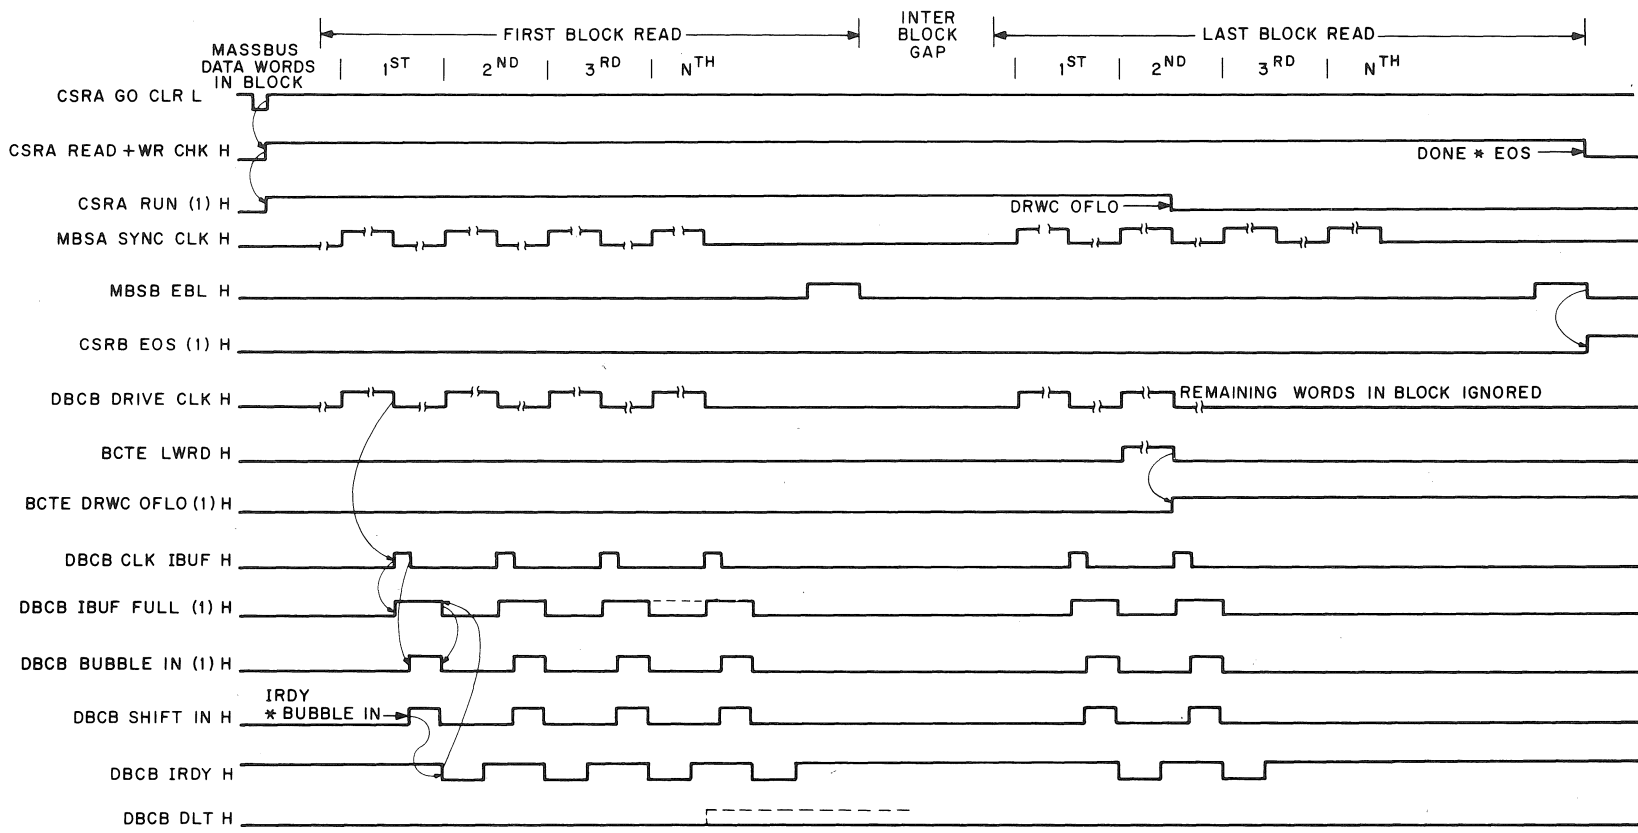 INTER
BLOCK
GAP
FIRST BLOCK READ
LAST BLOCK READ
MASSBUS
DATA WORDS
IN BLOCK
1ST 2ND 3RD NTH
1ST 2ND 3RD NTH
CSRA GO CLR L
CSRA READ + WR CHK H
DONE * EOS
CSRA RUN (1) H
DRWC OFLO
MBSA SYNC CLK H
MBSB EBL H
CSRB EOS (1) H
DBCB DRIVE CLK H
REMAINING WORDS IN BLOCK IGNORED
BCTE LWRD H
BCTE DRWC OFLO (1) H
DBCB CLK IBUF H
DBCB IBUF FULL (1) H
DBCB BUBBLE IN (1) H
IRDY
* BUBBLE IN
DBCB SHIFT IN H
DBCB IRDY H
DBCB DLT H